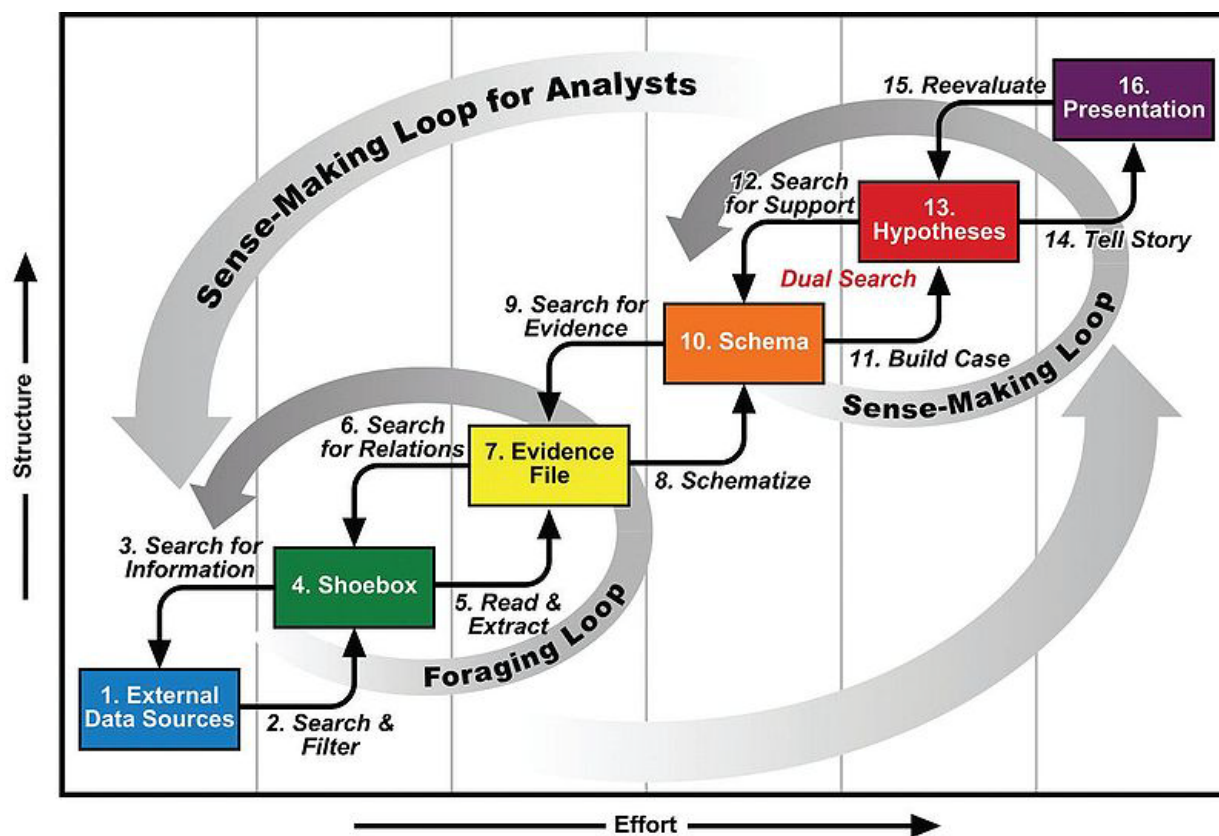 Sense-Making Loop for Analysts
15. Reevaluate
16.
Presentation
12. Search
for Support
13.
Hypotheses
14. Tell Story
Dual Search
9. Search for
Evidence
10. Schema
11. Build Case
Sense-Making Loop
6. Search
for Relations
7. Evidence
File
8. Schematize
3. Search for
Information
4. Shoebox
5. Read &
Extract
Foraging Loop
1. External
Data Sources
2. Search &
Filter
Structure
Effort